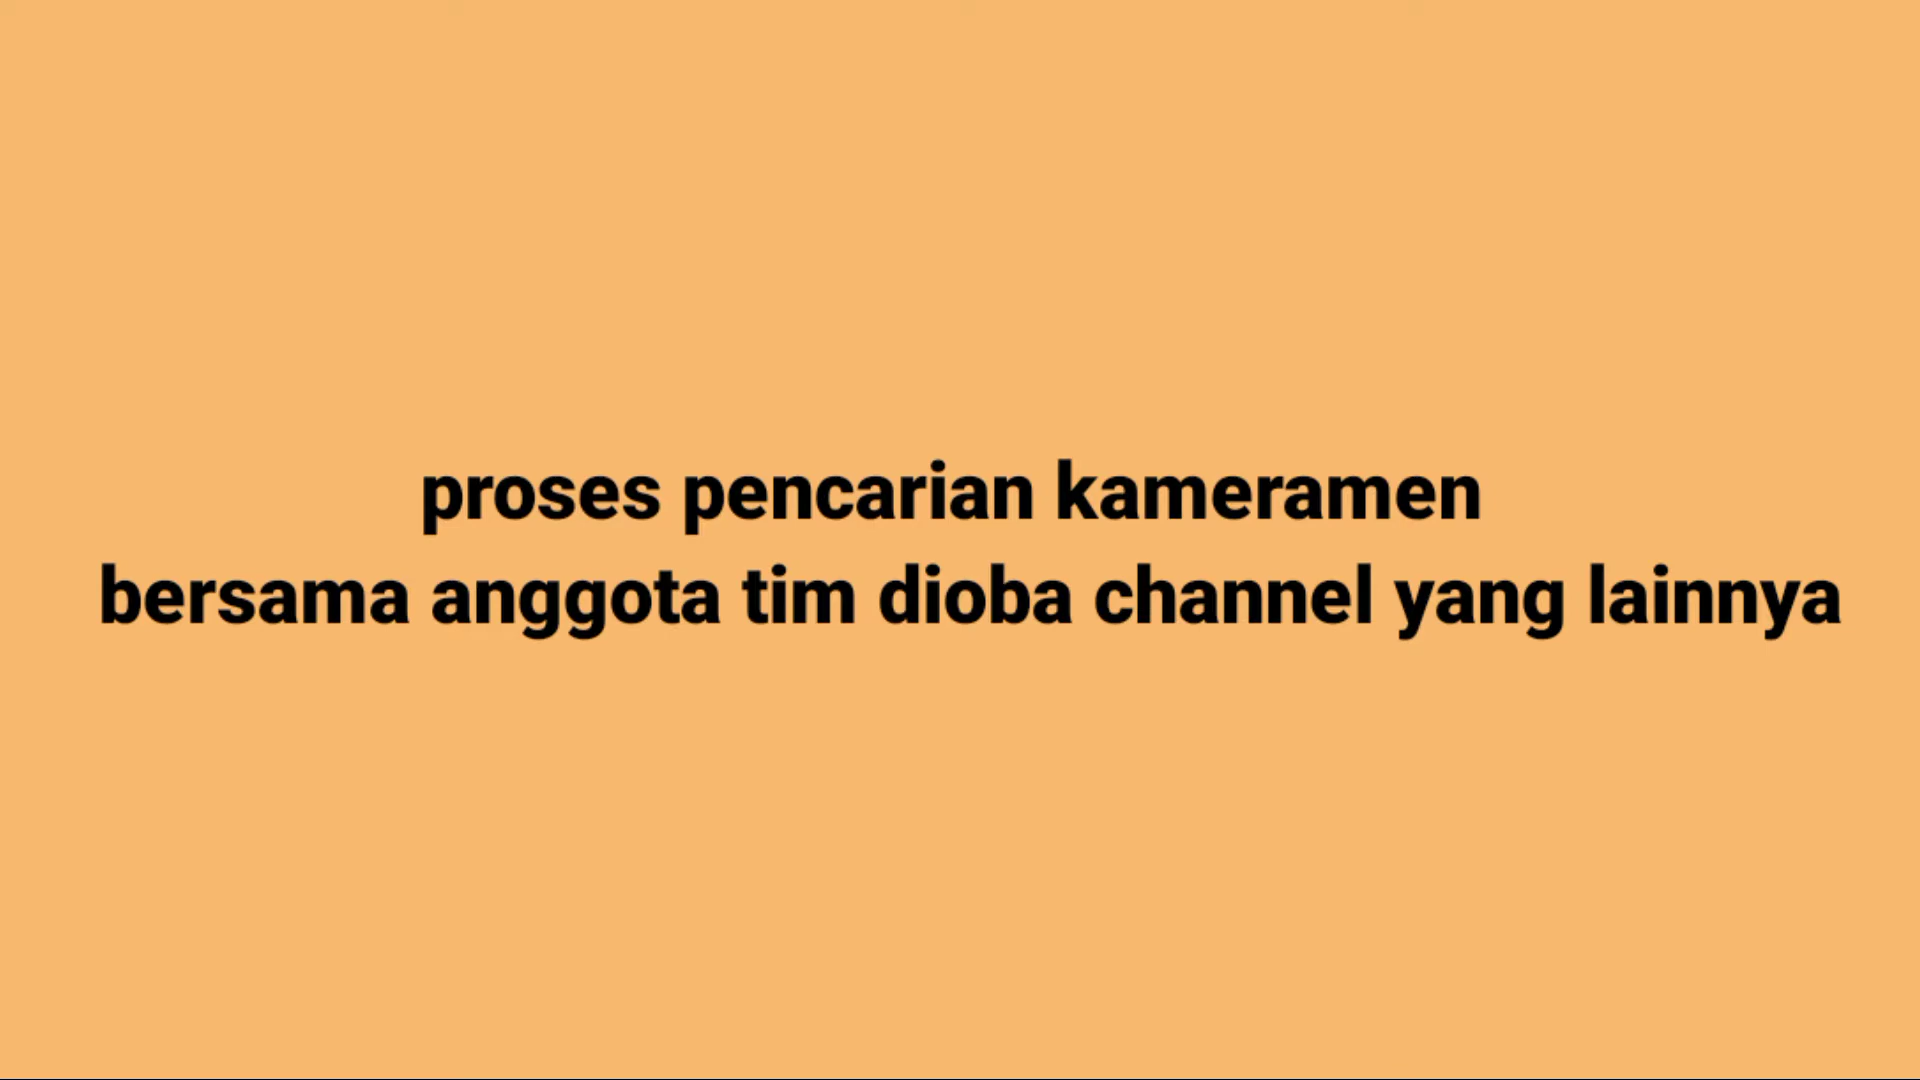 proses pencarian kameramen
bersama anggota tim dioba channel yang lainnya